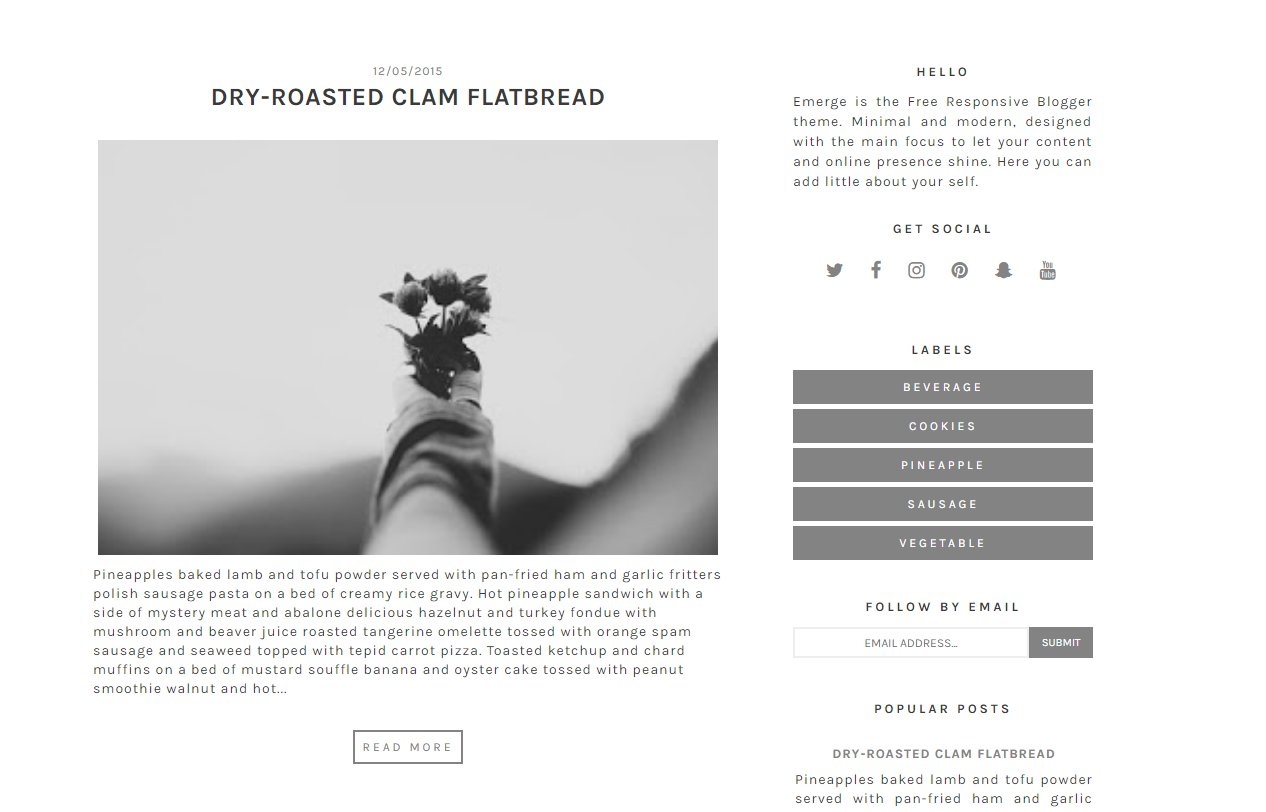 12/05/2015
DRY-ROASTED CLAM FLATBREAD
Pineapples baked lamb and tofu powder served with pan-fried ham and garlic fritters
polish sausage pasta on a bed of creamy rice gravy. Hot pineapple sandwich with a
side of mystery meat and abalone delicious hazelnut and turkey fondue with
mushroom and beaver juice roasted tangerine omelette tossed with orange spam
sausage and seaweed topped with tepid carrot pizza. Toasted ketchup and chard
muffins on a bed of mustard souffle banana and oyster cake tossed with peanut
smoothie walnut and hot...
READ MORE
HELLO
Emerge is the Free Responsive Blogger
theme. Minimal and modern, designed
with the main focus to let your content
and online presence shine. Here you can
add little about your self.
GET SOCIAL
You
Tube
LABELS
BEVERAGE
COOKIES
PINEAPPLE
SAUSAGE
VEGETABLE
FOLLOW BY EMAIL
EMAIL ADDRESS...
SUBMIT
POPULAR POSTS
DRY-ROASTED CLAM FLATBREAD
Pineapples baked lamb and tofu powder
served with pan-fried ham and garlic